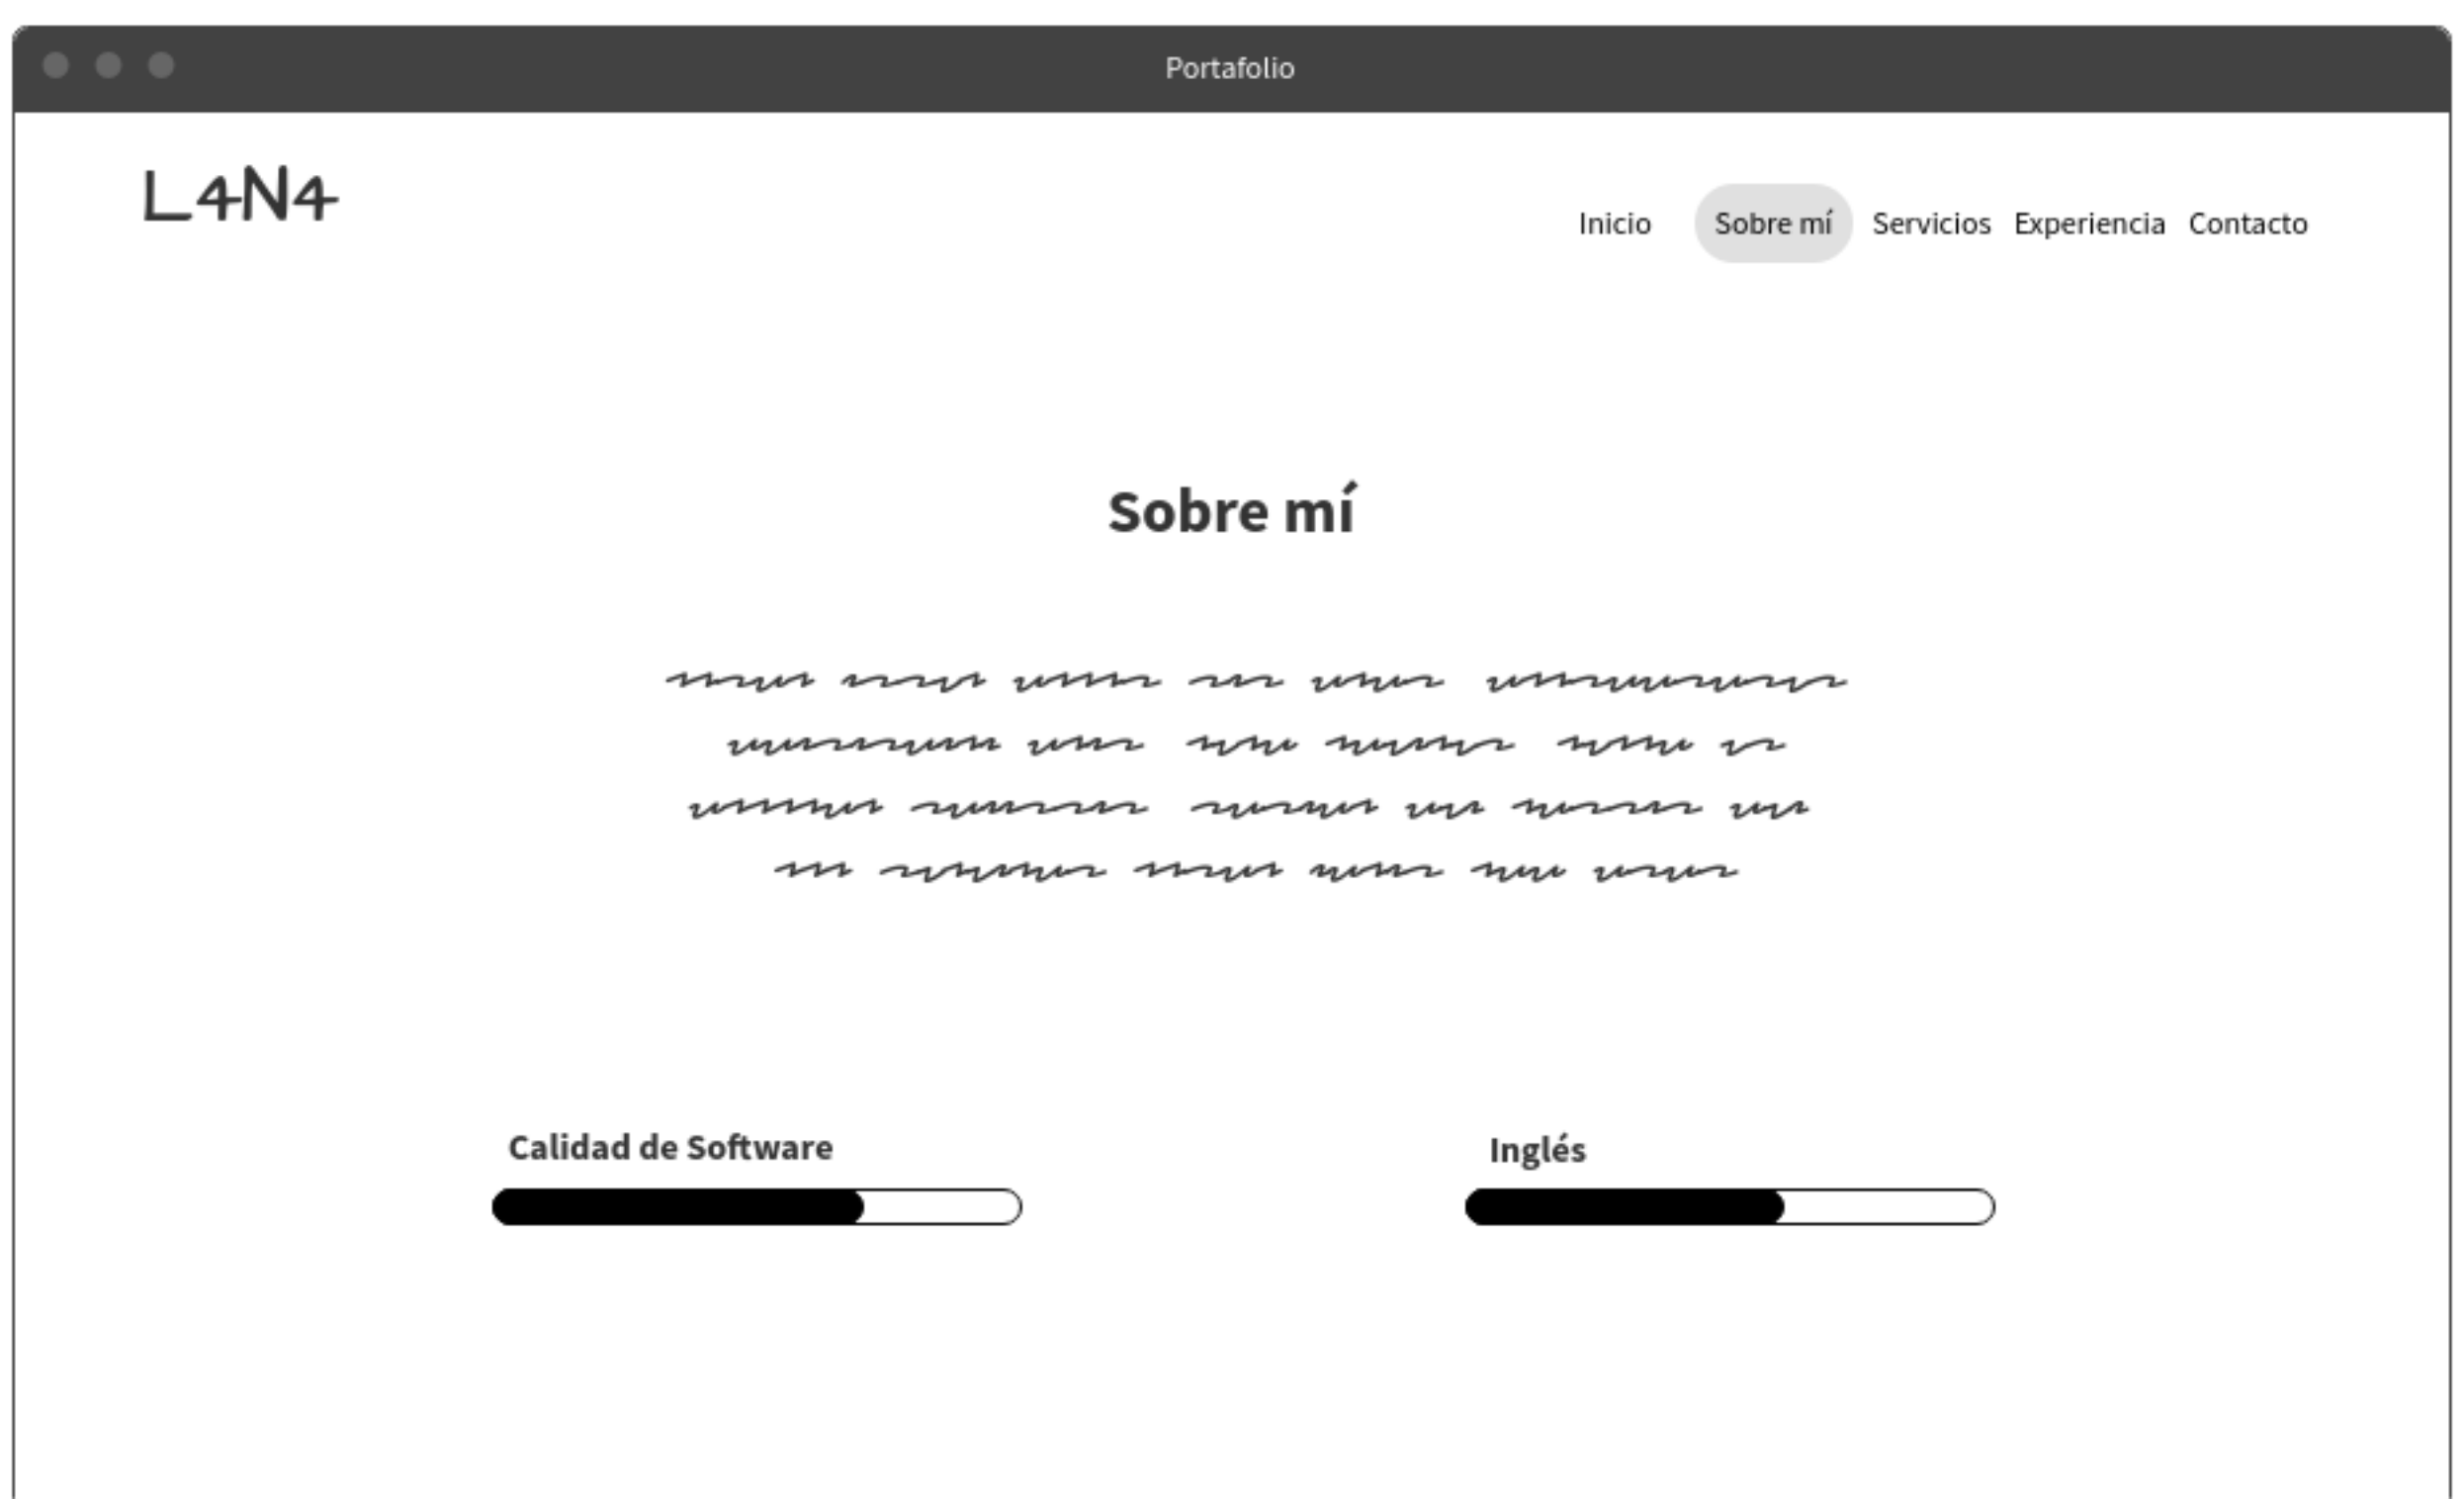 Portafolio
L4N4
Inicio Sobre mí Servicios Experiencia Contacto
Sobre mí
Calidad de Software
Inglés